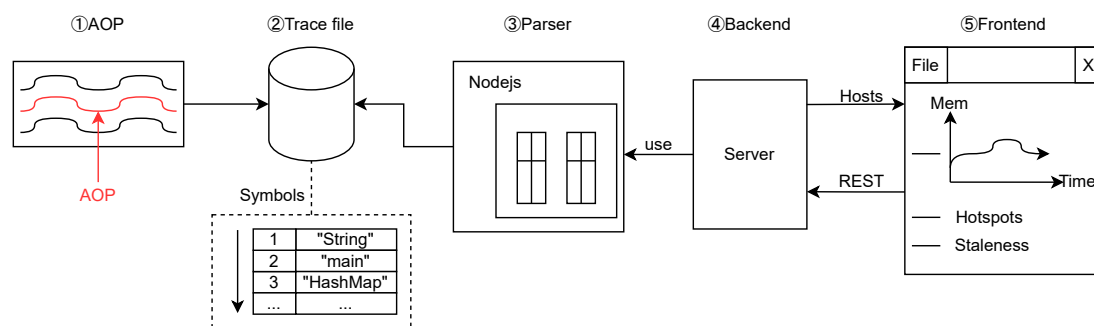 ①AOP
②Trace file
③Parser
④Backend
⑤Frontend
AOP
Symbols
1 "String"
2 "main"
3 "HashMap"
... ...
Nodejs
use
Server
Hosts
REST
File X
Mem
Time
Hotspots
Staleness